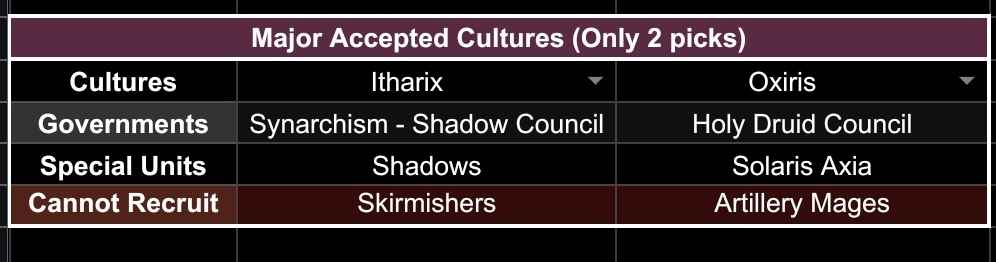 Major Accepted Cultures (Only 2 picks)
Cultures Itharix Oxiris
Governments Synarchism - Shadow Council Holy Druid Council
Special Units Shadows Solaris Axia
Cannot Recruit Skirmishers Artillery Mages